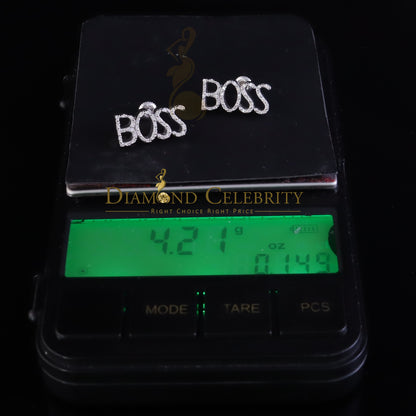 BOSS
BOSS
DIAMOND CELEBRITY
RIGHT CHOICE RIGHT PRICE
4.21 g
OZ
0.149
MODE TARE PCS